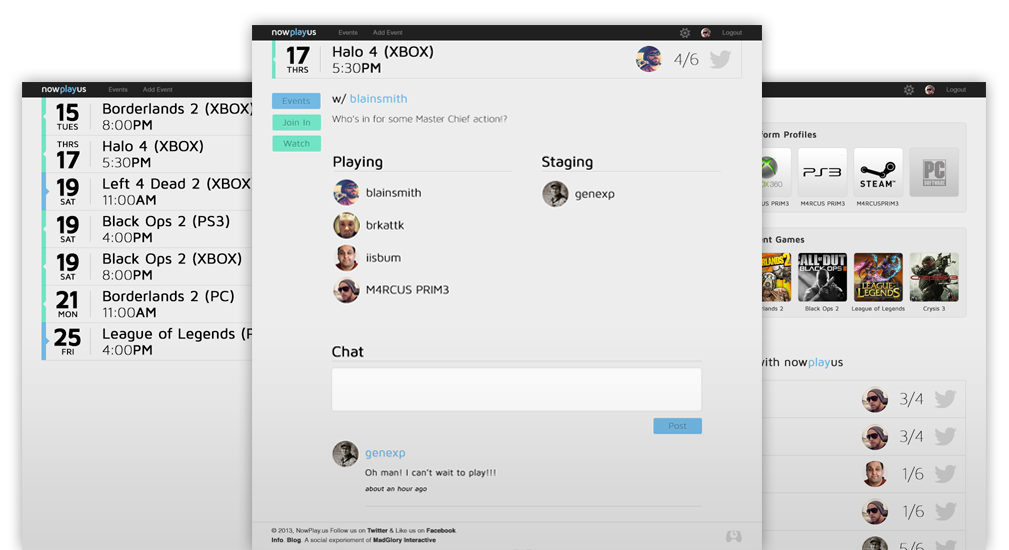 nowplayus Events Add Event
15 TUES Borderlands 2 (XBOX)
8:00PM
THRS 17 Halo 4 (XBOX)
5:30PM
19 SAT Left 4 Dead 2 (XBOX
11:00AM
19 SAT Black Ops 2 (PS3)
4:00PM
19 SAT Black Ops 2 (XBOX)
8:00PM
21 MON Borderlands 2 (PC)
11:00AM
25 FRI League of Legends (P
4:00PM
nowplayus Events Add Event Logout
17 THRS Halo 4 (XBOX)
5:30PM
4/6
Events
Join In
Watch
w/ blainsmith
Who's in for some Master Chief action!?
Playing
blainsmith
brkattk
iisbum
M4RCUS PRIM3
Staging
genexp
Chat
Post
genexp
Oh man! I can't wait to play!!!
about an hour ago
© 2013, NowPlay.us Follow us on Twitter & Like us on Facebook.
Info. Blog. A social experiement of MadGlory Interactive
Logout
form Profiles
XBOX 360
PS3
STEAM™
PC SOFTWARE
US PRIM3
M4RCUS PRIM3
M4RCUSPRIM3
ent Games
RLANDS 2
CALL OF DUTY BLACK OPS II
LEAGUE OF LEGENDS
lands 2
Black Ops 2
League of Legends
Crysis 3
with nowplayus
3/4
3/4
1/6
1/6
5/6